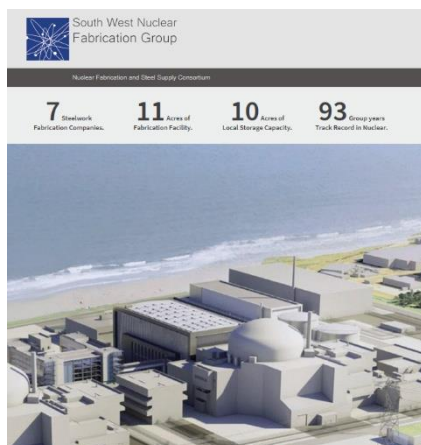 South West Nuclear
Fabrication Group
Nuclear Fabrication and Steel Supply Consortium
7 Steelwork
Fabrication Companies.
11 Acres of
Fabrication Facility.
10 Acres of
Local Storage Capacity.
93 Group years
Track Record in Nuclear.